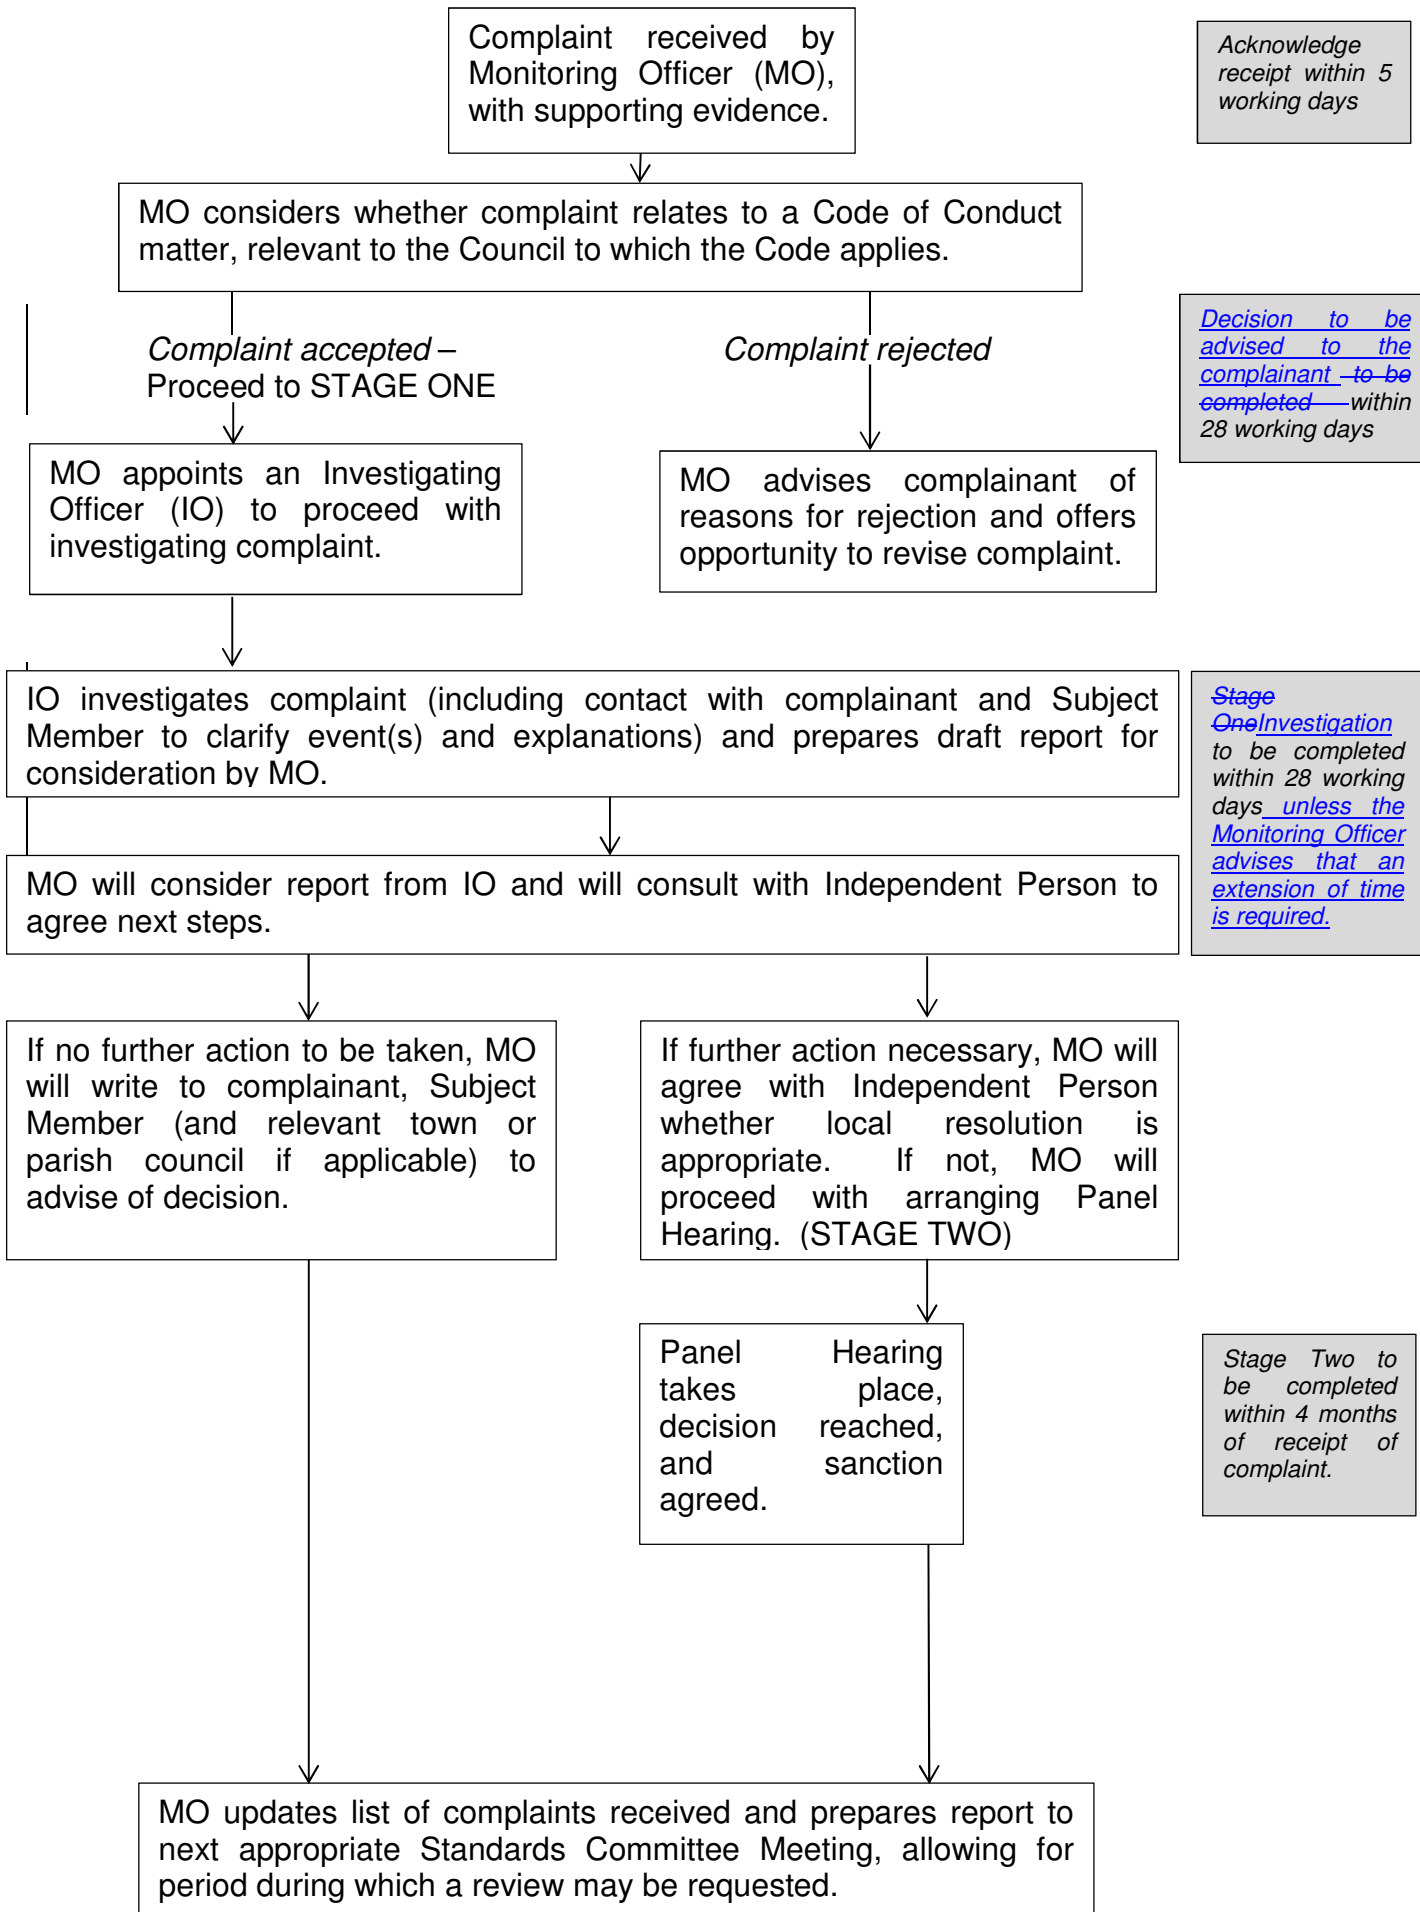 Complaint received by
Monitoring Officer (MO),
with supporting evidence.
Acknowledge
receipt within 5
working days
MO considers whether complaint relates to a Code of Conduct
matter, relevant to the Council to which the Code applies.
Complaint accepted –
Proceed to STAGE ONE
Complaint rejected
Decision to be
advised to the
complainant to be
completed within
28 working days
MO appoints an Investigating
Officer (IO) to proceed with
investigating complaint.
MO advises complainant of
reasons for rejection and offers
opportunity to revise complaint.
IO investigates complaint (including contact with complainant and Subject
Member to clarify event(s) and explanations) and prepares draft report for
consideration by MO.
Stage
OneInvestigation
to be completed
within 28 working
days unless the
Monitoring Officer
advises that an
extension of time
is required.
MO will consider report from IO and will consult with Independent Person to
agree next steps.
If no further action to be taken, MO
will write to complainant, Subject
Member (and relevant town or
parish council if applicable) to
advise of decision.
If further action necessary, MO will
agree with Independent Person
whether local resolution is
appropriate. If not, MO will
proceed with arranging Panel
Hearing. (STAGE TWO)
Panel Hearing
takes place,
decision reached,
and sanction
agreed.
Stage Two to
be completed
within 4 months
of receipt of
complaint.
MO updates list of complaints received and prepares report to
next appropriate Standards Committee Meeting, allowing for
period during which a review may be requested.